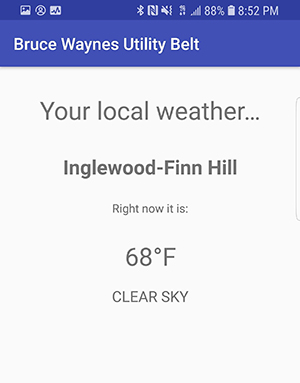 88% 8:52 PM
Bruce Waynes Utility Belt
Your local weather…
Inglewood-Finn Hill
Right now it is:
68°F
CLEAR SKY